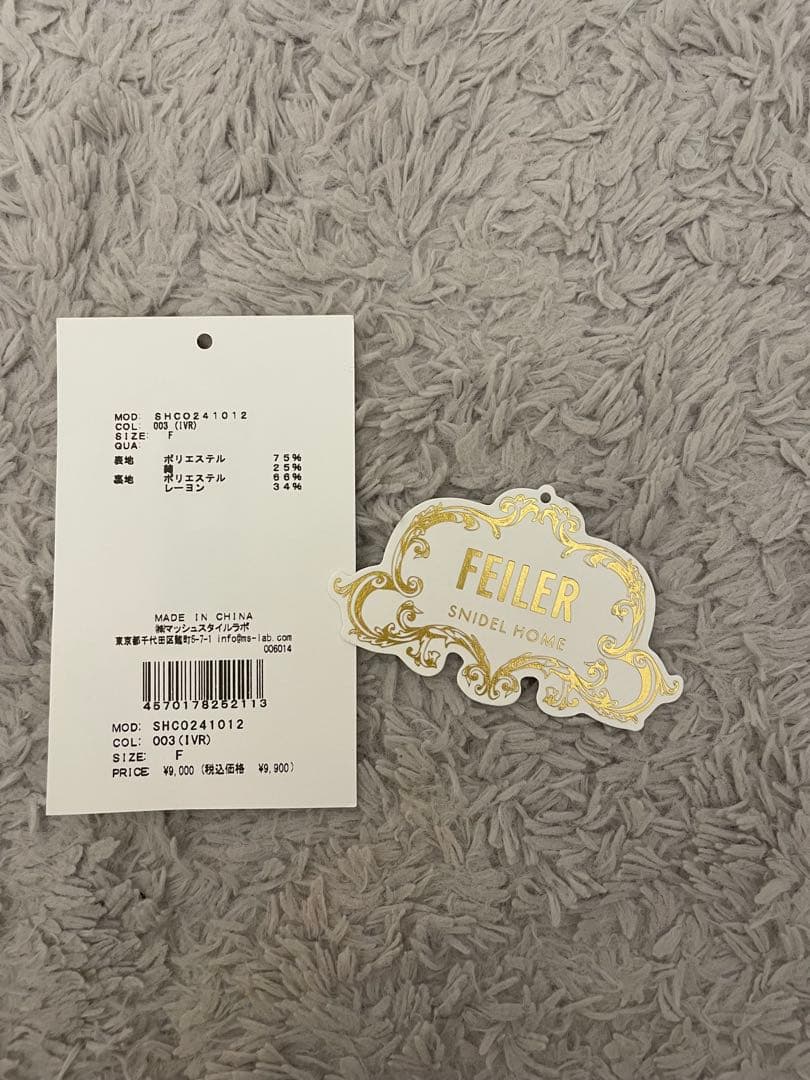 MOD: SHCO241012
COL: 003 (IVR)
SIZE: F
QUA:
表地 ポリエステル 75%
綿 25%
裏地 ポリエステル 66%
レーヨン 34%
MADE IN CHINA
㈱マッシュスタイルラボ
東京都千代田区麹町5-7-1 info@ms-lab.com
006014
4570178252113
MOD: SHCO241012
COL: 003(IVR)
SIZE: F
PRICE ¥9,000 (税込価格 ¥9,900)
FEILER
SNIDEL HOME